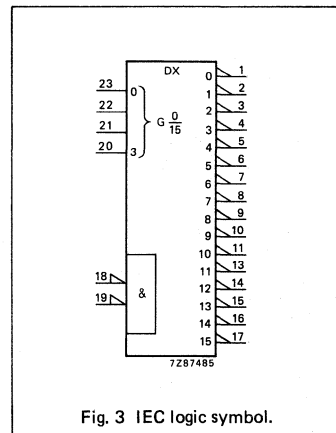 DX
23 0 0 1
22 1 2
G 0/15 2 3
21 3 4
20 3 4 5
5 6
6 7
7 8
8 9
9 10
10 11
18 11 13
19 & 12 14
13 15
14 16
15 17
7Z87485
Fig. 3 IEC logic symbol.